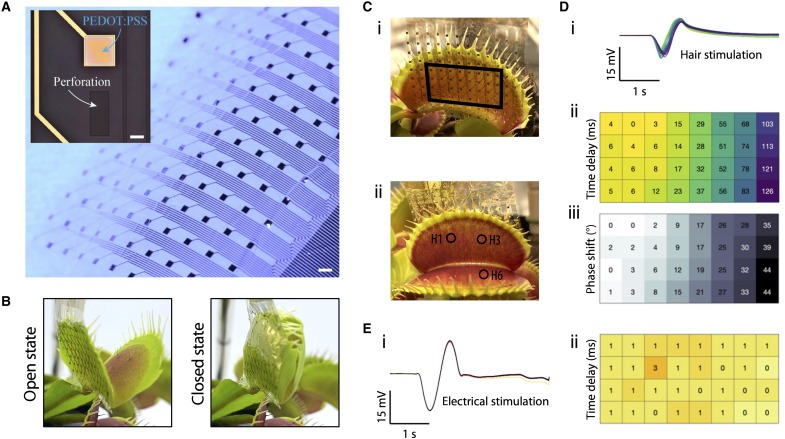 A
PEDOT:PSS
Perforation
B
Open state
Closed state
C
i
ii
H1
H3
H6
D
i
15 mV
1 s
Hair stimulation
ii
Time delay (ms)
4 0 3 15 29 55 68 103
6 4 6 14 28 51 74 113
4 6 8 17 32 52 78 121
5 6 12 23 37 56 83 126
iii
Phase shift (°)
0 0 2 9 17 26 28 35
2 2 4 9 17 25 30 39
0 3 6 12 19 25 32 44
1 3 8 15 21 27 33 44
E
i
15 mV
1 s
Electrical stimulation
ii
Time delay (ms)
1 1 1 1 1 1 1 1
1 1 3 1 1 0 1 0
1 1 1 1 1 0 0 0
1 1 0 1 1 1 0 1